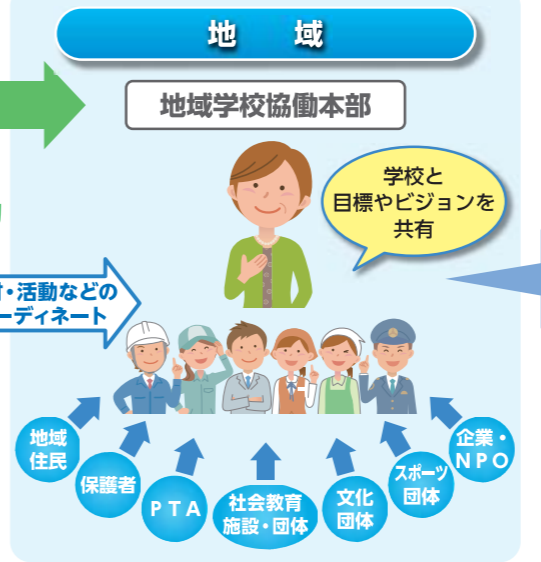 地　域
地域学校協働本部
学校と
目標やビジョンを
共有
・活動などの
ーディネート
地域
住民
保護者
ＰＴＡ
社会教育
施設・団体
文化
団体
スポーツ
団体
企業・
ＮＰＯ